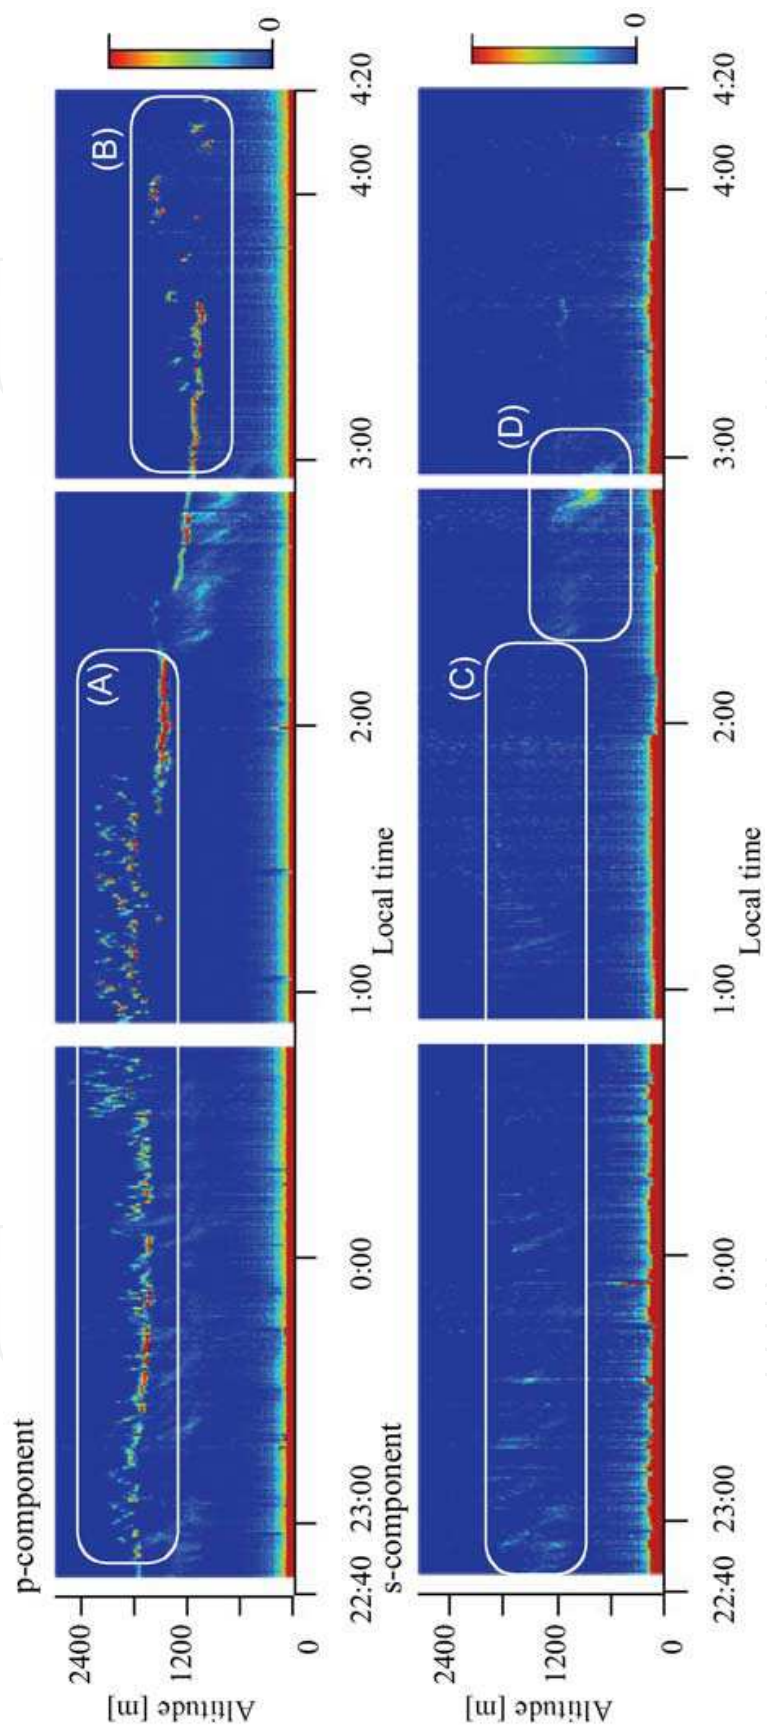 p-component
Altitude [m]
2400
1200
0
(A)
(B)
0
22:40
23:00
0:00
1:00
2:00
3:00
4:00
4:20
Local time
s-component
Altitude [m]
2400
1200
0
(C)
(D)
0
22:40
23:00
0:00
1:00
2:00
3:00
4:00
4:20
Local time